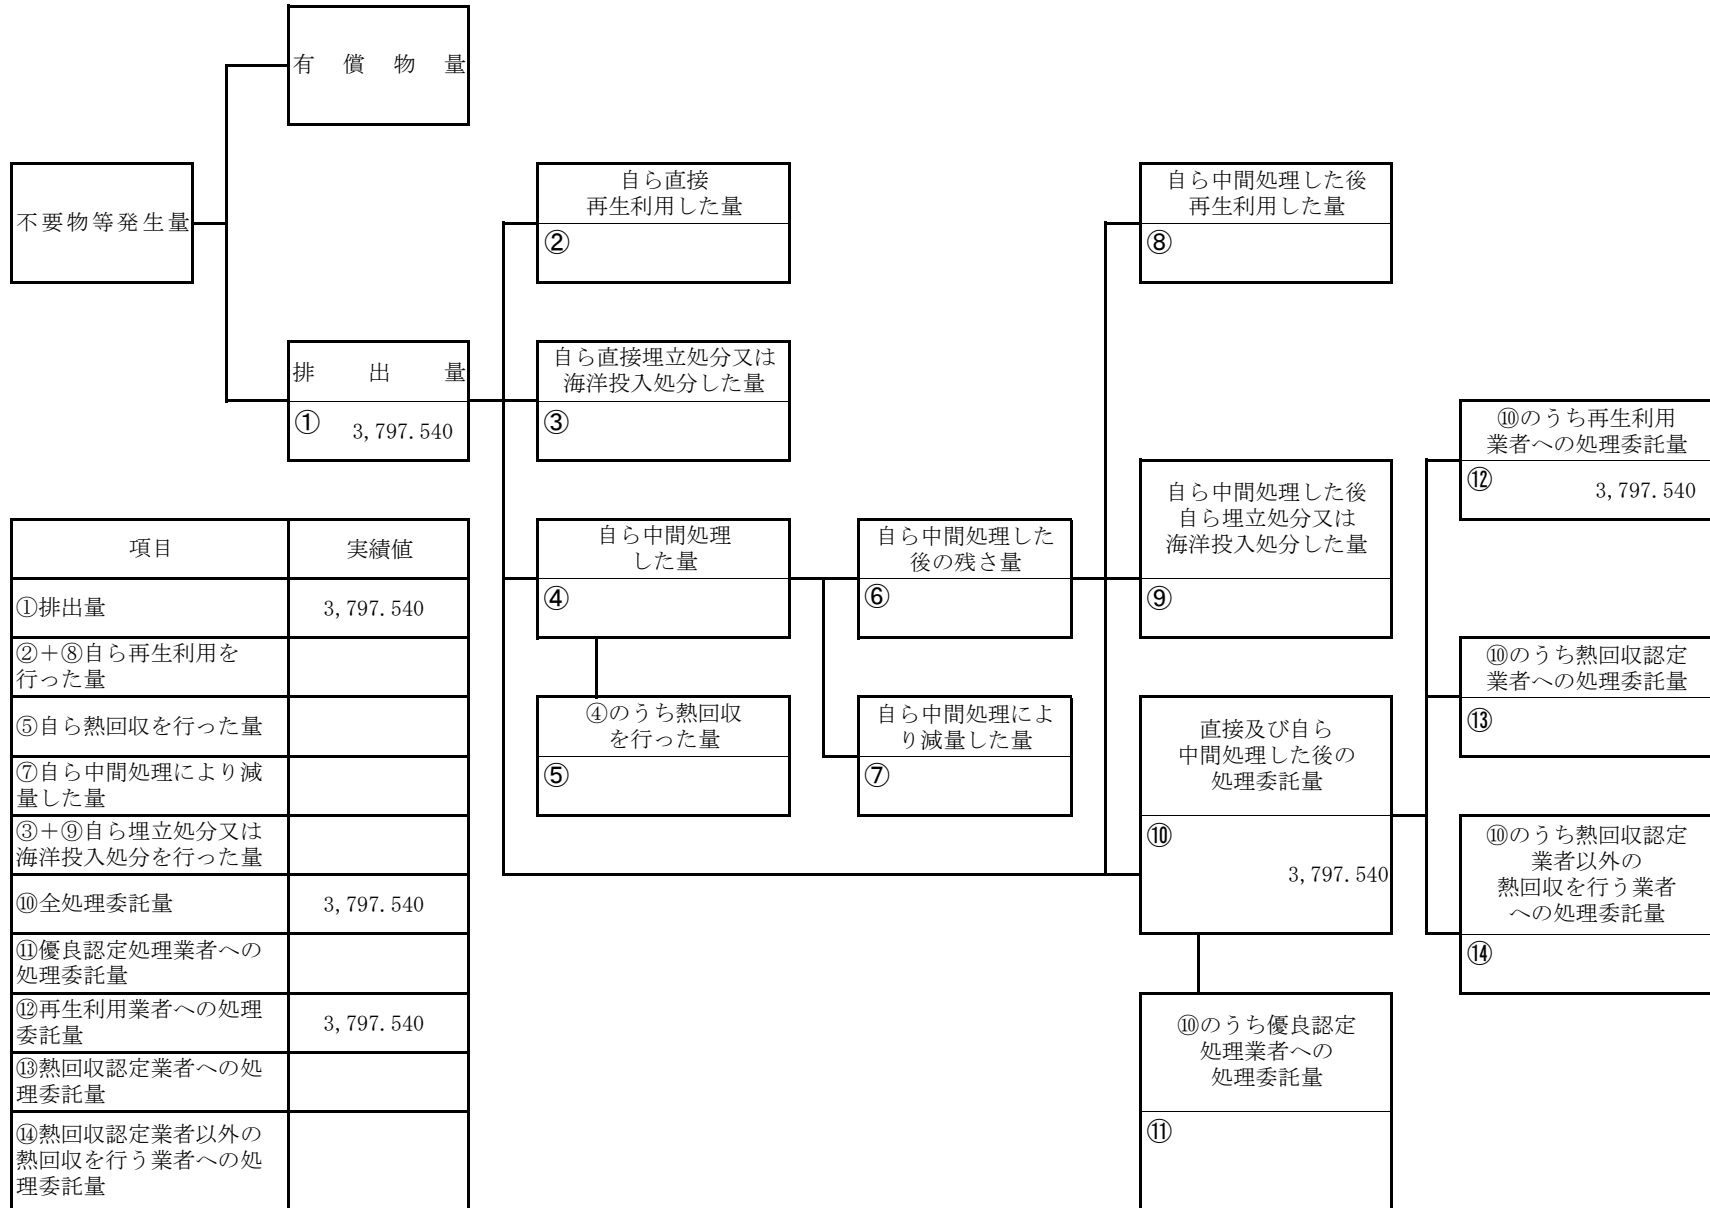 有償物量
不要物等発生量
排出量
① 3,797.540
自ら直接
再生利用した量
②
自ら直接埋立処分又は
海洋投入処分した量
③
自ら中間処理
した量
④
④のうち熱回収
を行った量
⑤
自ら中間処理した
後の残さ量
⑥
自ら中間処理によ
り減量した量
⑦
自ら中間処理した後
再生利用した量
⑧
自ら中間処理した後
自ら埋立処分又は
海洋投入処分した量
⑨
直接及び自ら
中間処理した後の
処理委託量
⑩
3,797.540
⑩のうち優良認定
処理業者への
処理委託量
⑪
⑩のうち再生利用
業者への処理委託量
⑫ 3,797.540
⑩のうち熱回収認定
業者への処理委託量
⑬
⑩のうち熱回収認定
業者以外の
熱回収を行う業者
への処理委託量
⑭
項目 実績値
①排出量 3,797.540
②+⑧自ら再生利用を
行った量
⑤自ら熱回収を行った量
⑦自ら中間処理により減
量した量
③+⑨自ら埋立処分又は
海洋投入処分を行った量
⑩全処理委託量 3,797.540
⑪優良認定処理業者への
処理委託量
⑫再生利用業者への処理
委託量 3,797.540
⑬熱回収認定業者への処
理委託量
⑭熱回収認定業者以外の
熱回収を行う業者への処
理委託量